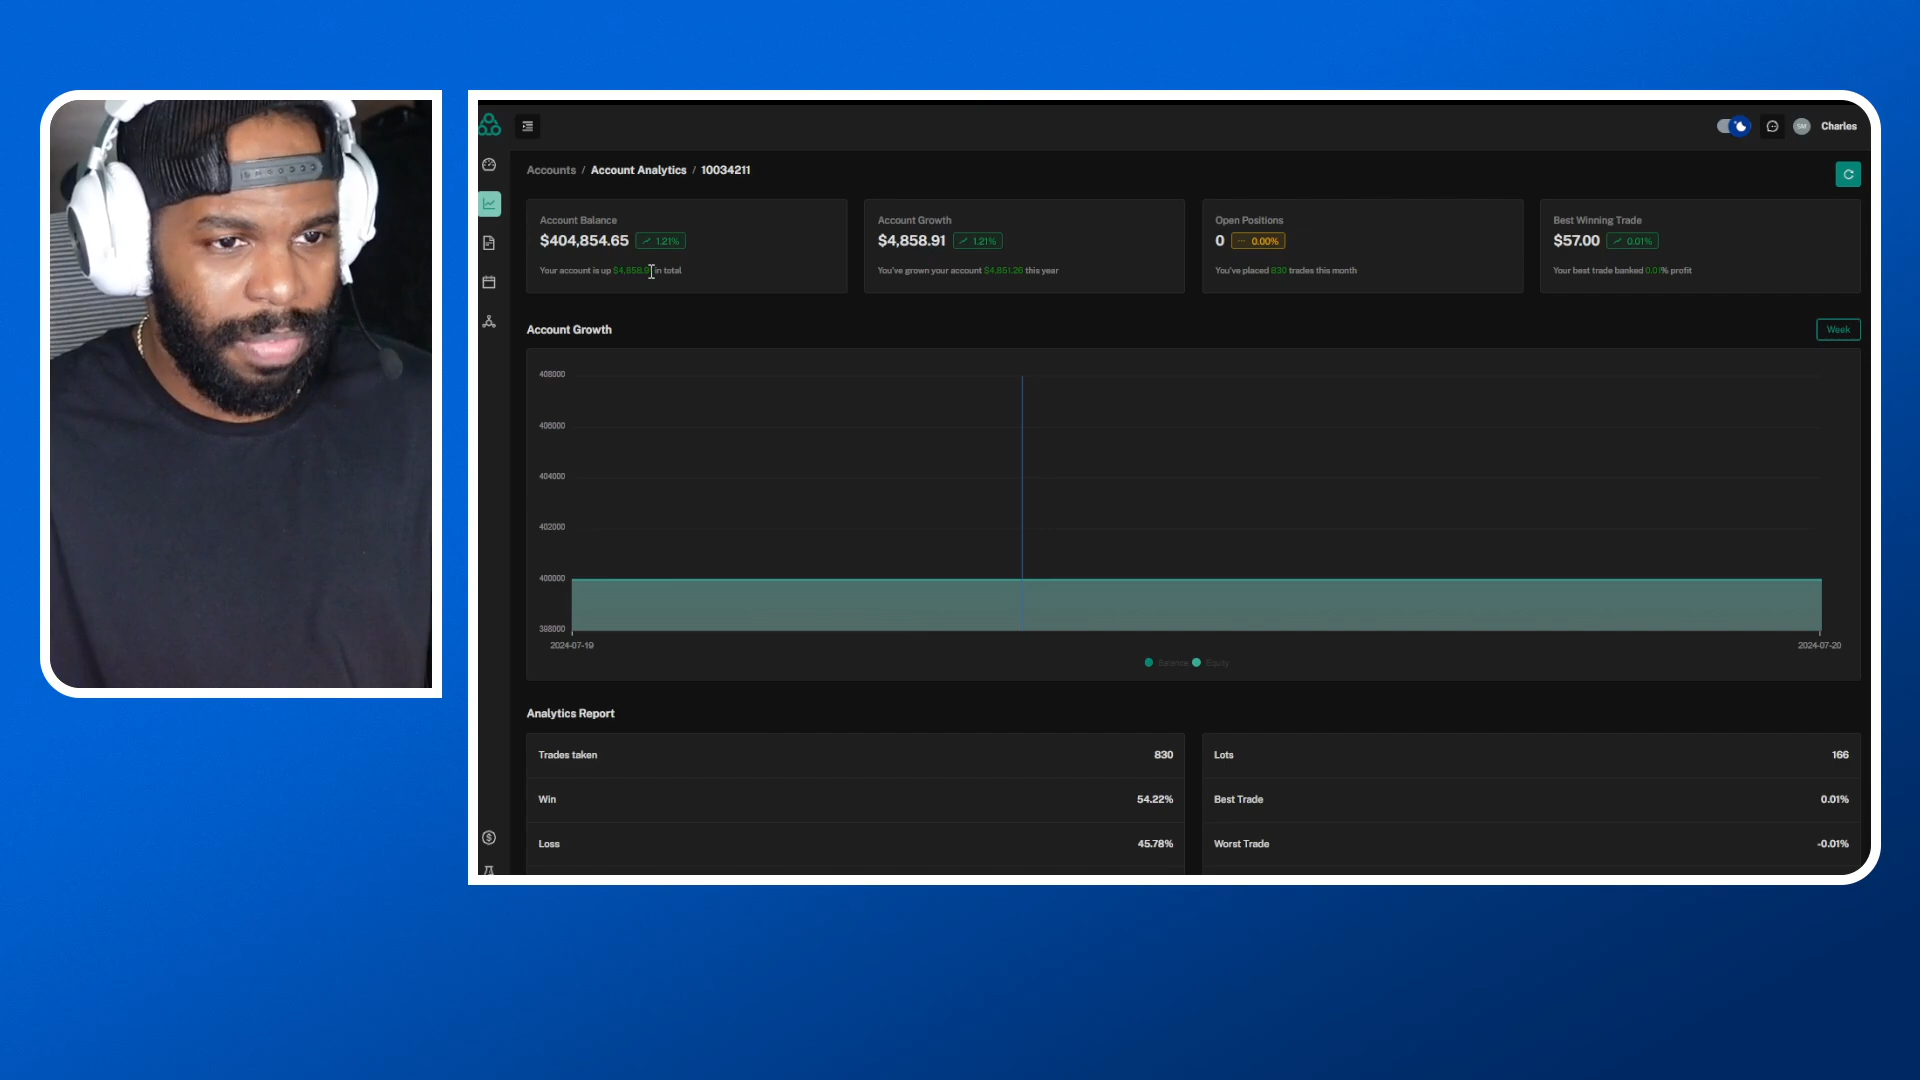 Charles
Accounts / Account Analytics / 10034211
Account Balance
$404,854.65 1.21%
Your account is up $4,858.9 in total
Account Growth
$4,858.91 1.21%
You've grown your account $4,851.26 this year
Open Positions
0 0.00%
You've placed 830 trades this month
Best Winning Trade
$57.00 0.01%
Your best trade banked 0.01% profit
Account Growth
Week
408000
406000
404000
402000
400000
398000
2024-07-19
2024-07-20
Balance Equity
Analytics Report
Trades taken 830
Win 54.22%
Loss 45.78%
Lots 166
Best Trade 0.01%
Worst Trade -0.01%